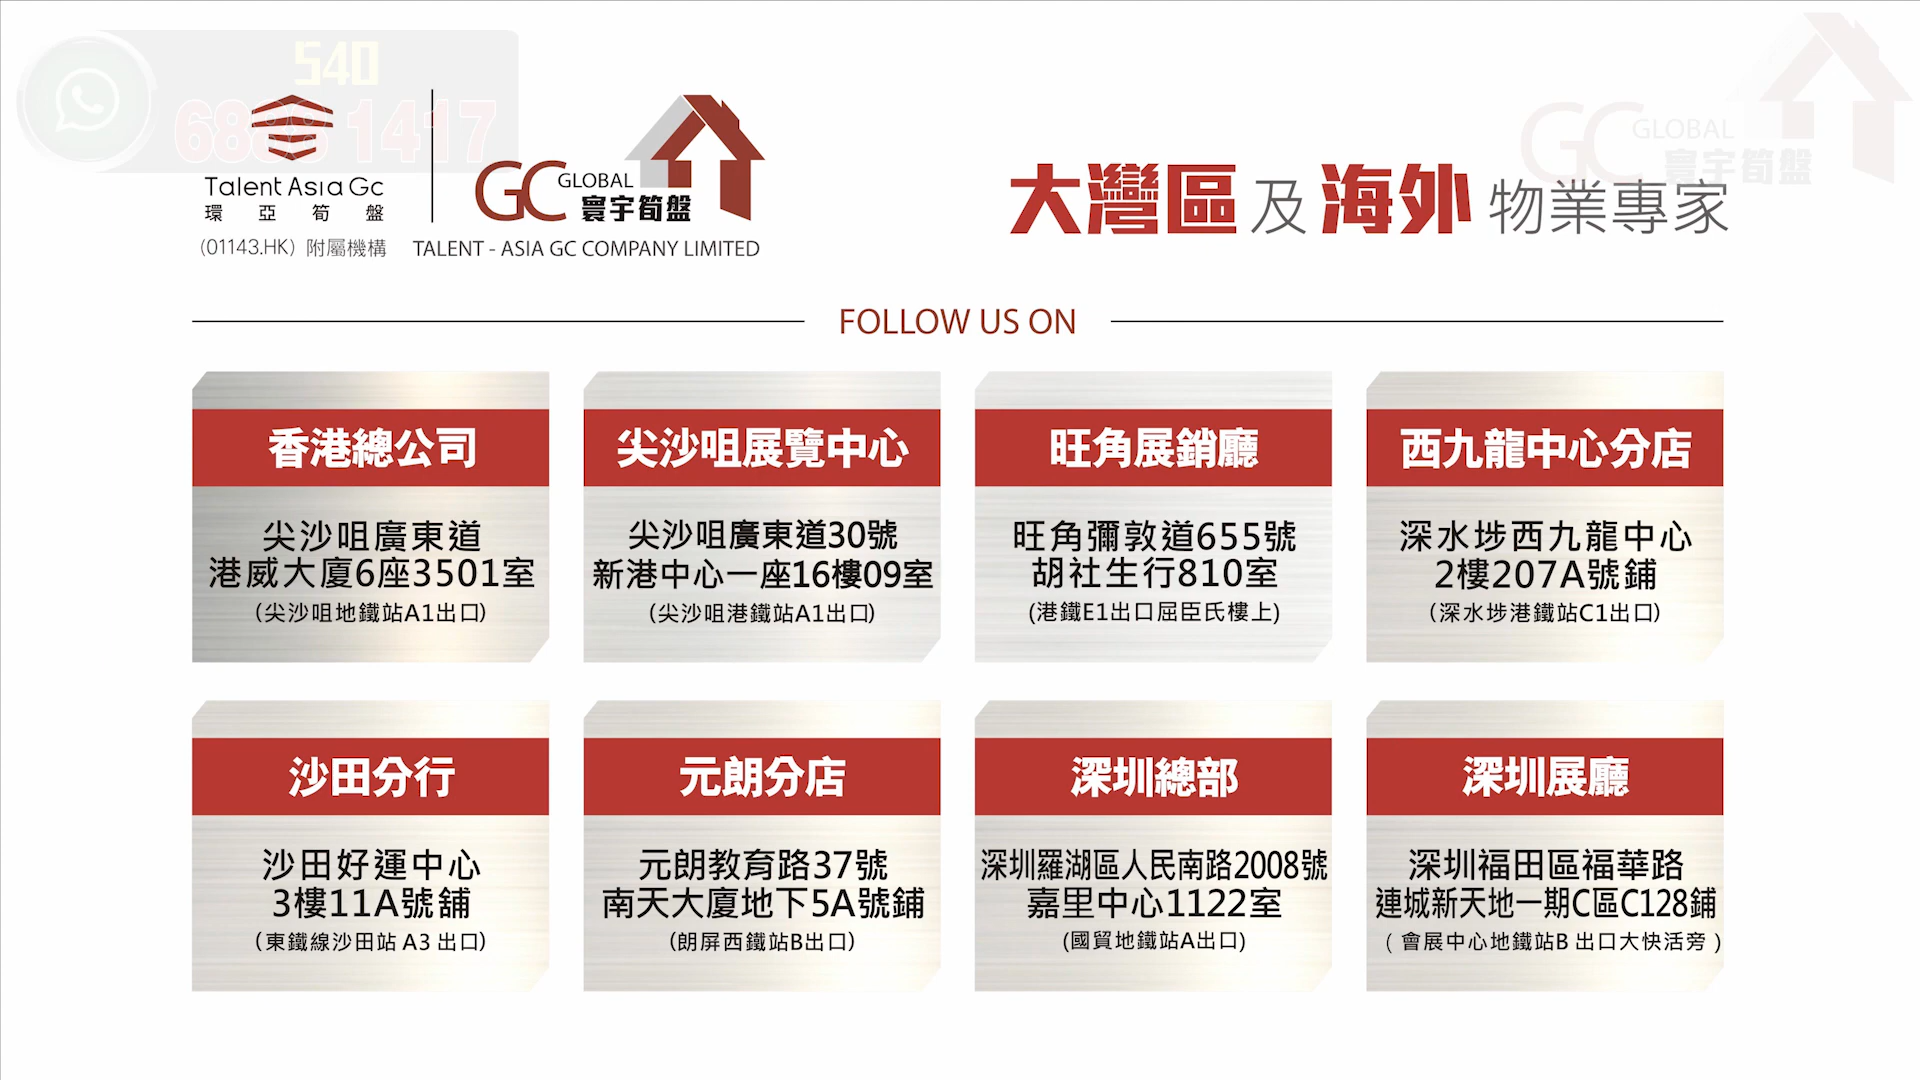 540
1417
Talent Asia Gc
環亞筍盤
(01143.HK) 附屬機構
GC GLOBAL
寰宇筍盤
TALENT - ASIA GC COMPANY LIMITED
GC GLOBAL
寰宇筍盤
大灣區及海外物業專家
FOLLOW US ON
香港總公司
尖沙咀廣東道
港威大廈6座3501室
(尖沙咀地鐵站A1出口)
尖沙咀展覽中心
尖沙咀廣東道30號
新港中心一座16樓09室
(尖沙咀港鐵站A1出口)
旺角展銷廳
旺角彌敦道655號
胡社生行810室
(港鐵E1出口屈臣氏樓上)
西九龍中心分店
深水埗西九龍中心
2樓207A號鋪
(深水埗港鐵站C1出口)
沙田分行
沙田好運中心
3樓11A號舖
(東鐵線沙田站 A3 出口)
元朗分店
元朗教育路37號
南天大廈地下5A號鋪
(朗屏西鐵站B出口)
深圳總部
深圳羅湖區人民南路2008號
嘉里中心1122室
(國貿地鐵站A出口)
深圳展廳
深圳福田區福華路
連城新天地一期C區C128鋪
( 會展中心地鐵站B 出口大快活旁 )